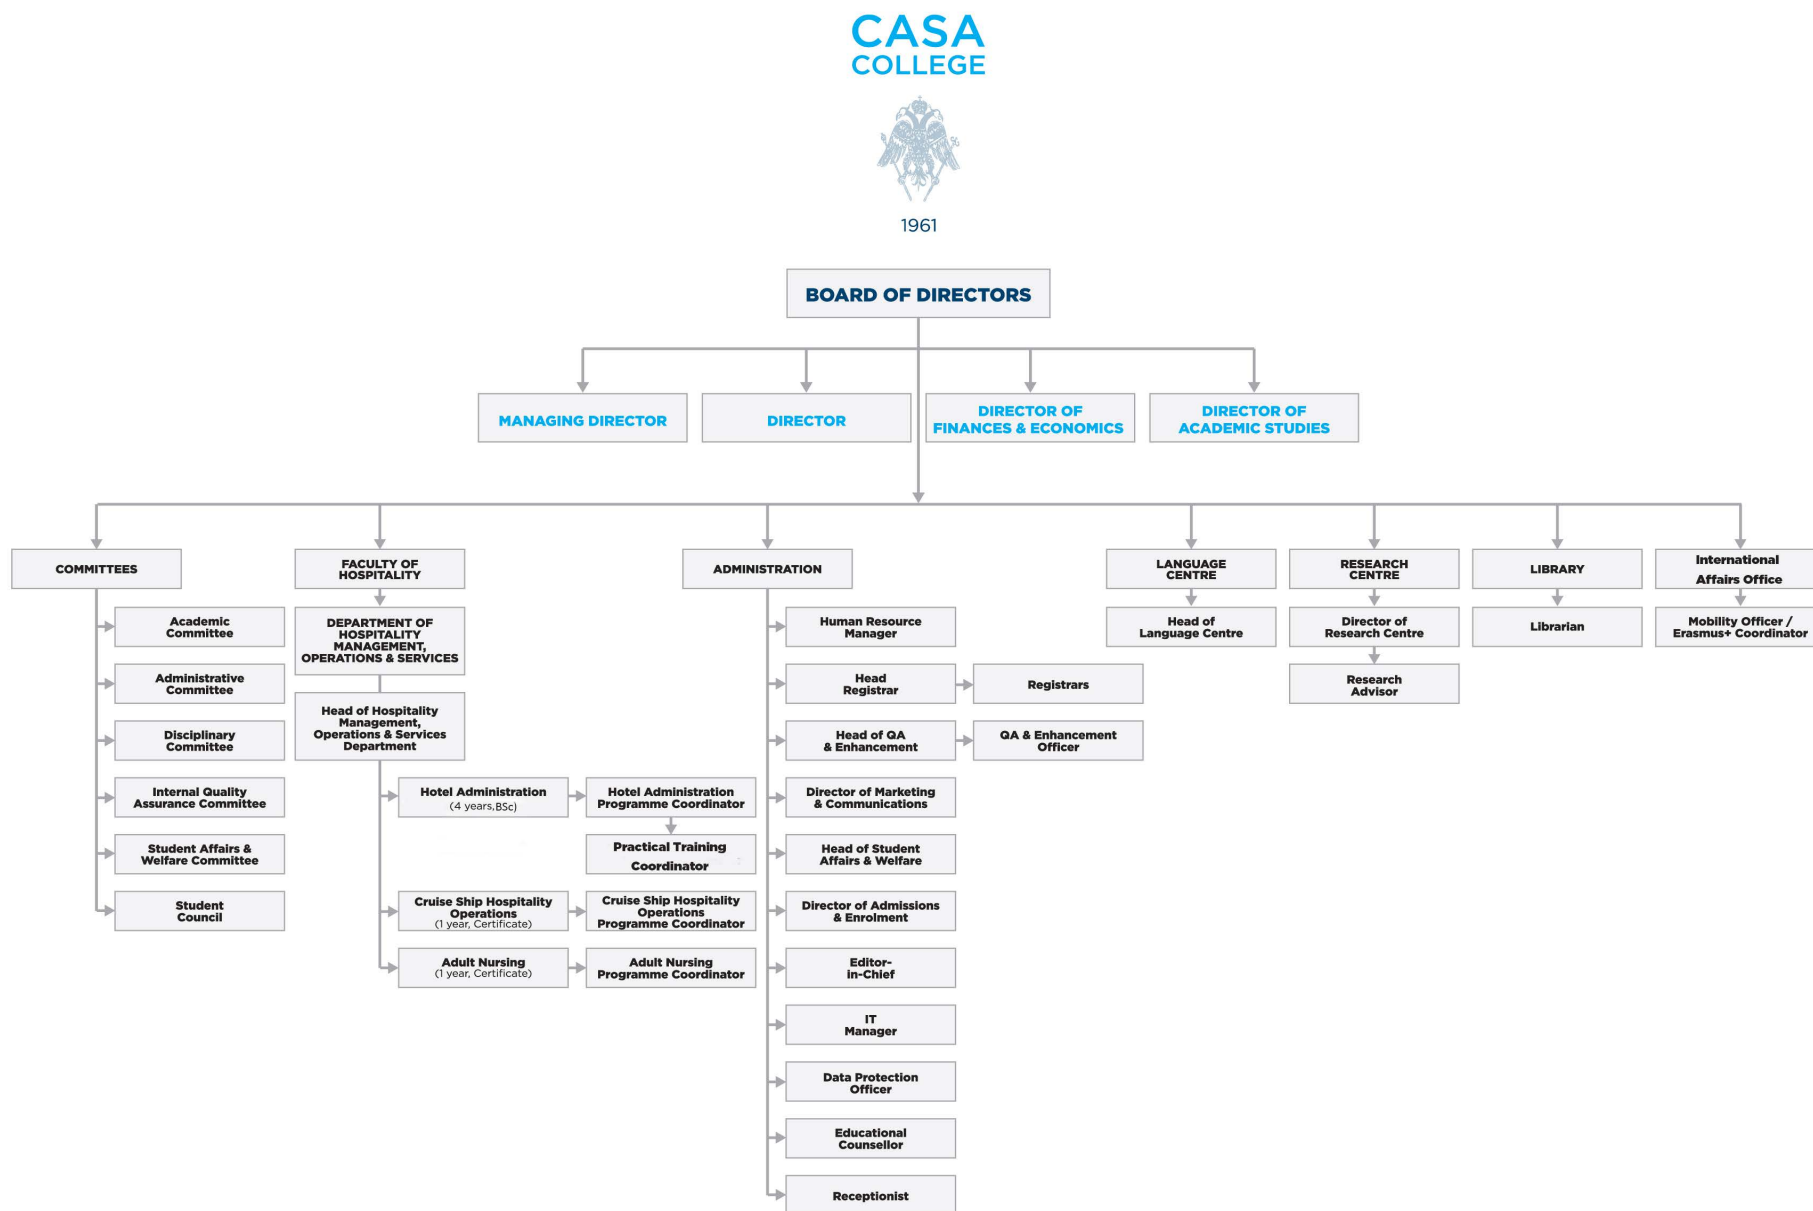 CASA
COLLEGE
1961
BOARD OF DIRECTORS
MANAGING DIRECTOR
DIRECTOR
DIRECTOR OF
FINANCES & ECONOMICS
DIRECTOR OF
ACADEMIC STUDIES
COMMITTEES
Academic
Committee
Administrative
Committee
Disciplinary
Committee
Internal Quality
Assurance Committee
Student Affairs &
Welfare Committee
Student
Council
FACULTY OF
HOSPITALITY
DEPARTMENT OF
HOSPITALITY
MANAGEMENT,
OPERATIONS & SERVICES
Head of Hospitality
Management,
Operations & Services
Department
Hotel Administration
(4 years,BSc)
Hotel Administration
Programme Coordinator
Practical Training
Coordinator
Cruise Ship Hospitality
Operations
(1 year, Certificate)
Cruise Ship Hospitality
Operations
Programme Coordinator
Adult Nursing
(1 year, Certificate)
Adult Nursing
Programme Coordinator
ADMINISTRATION
Human Resource
Manager
Head
Registrar
Registrars
Head of QA
& Enhancement
QA & Enhancement
Officer
Director of Marketing
& Communications
Head of Student
Affairs & Welfare
Director of Admissions
& Enrolment
Editor-
in-Chief
IT
Manager
Data Protection
Officer
Educational
Counsellor
Receptionist
LANGUAGE
CENTRE
Head of
Language Centre
RESEARCH
CENTRE
Director of
Research Centre
Research
Advisor
LIBRARY
Librarian
International
Affairs Office
Mobility Officer /
Erasmus+ Coordinator